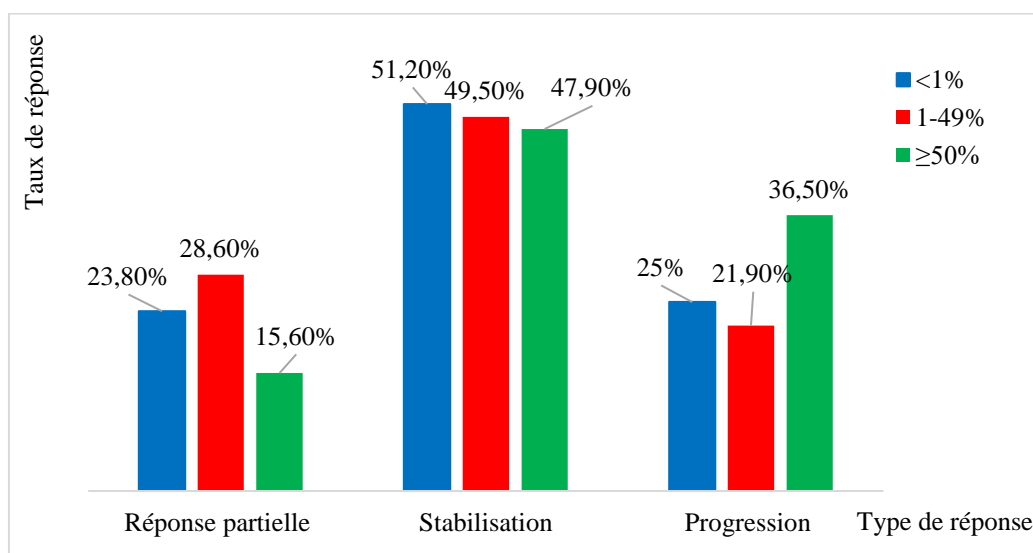 Taux de réponse
51,20%
49,50%
47,90%
<1%
1-49%
≥50%
36,50%
28,60%
23,80%
25%
21,90%
15,60%
Réponse partielle
Stabilisation
Progression
Type de réponse